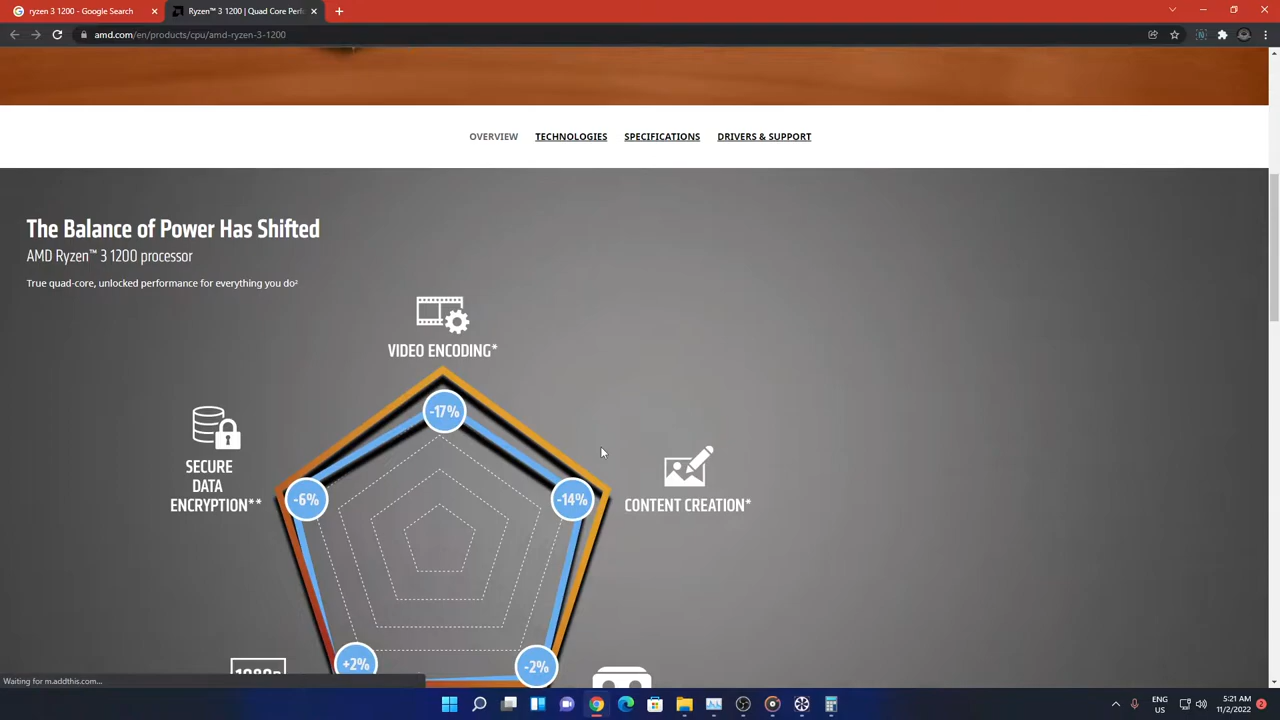 ryzen 3 1200 - Google Search
Ryzen™ 3 1200 | Quad Core Perf
amd.com/en/products/cpu/amd-ryzen-3-1200
OVERVIEW TECHNOLOGIES SPECIFICATIONS DRIVERS & SUPPORT
The Balance of Power Has Shifted
AMD Ryzen™ 3 1200 processor
True quad-core, unlocked performance for everything you do²
VIDEO ENCODING*
-17%
SECURE
DATA
ENCRYPTION**
-6%
-14%
CONTENT CREATION*
+2%
-2%
1080p
Waiting for m.addthis.com...
ENG
US
5:21 AM
11/2/2022
2